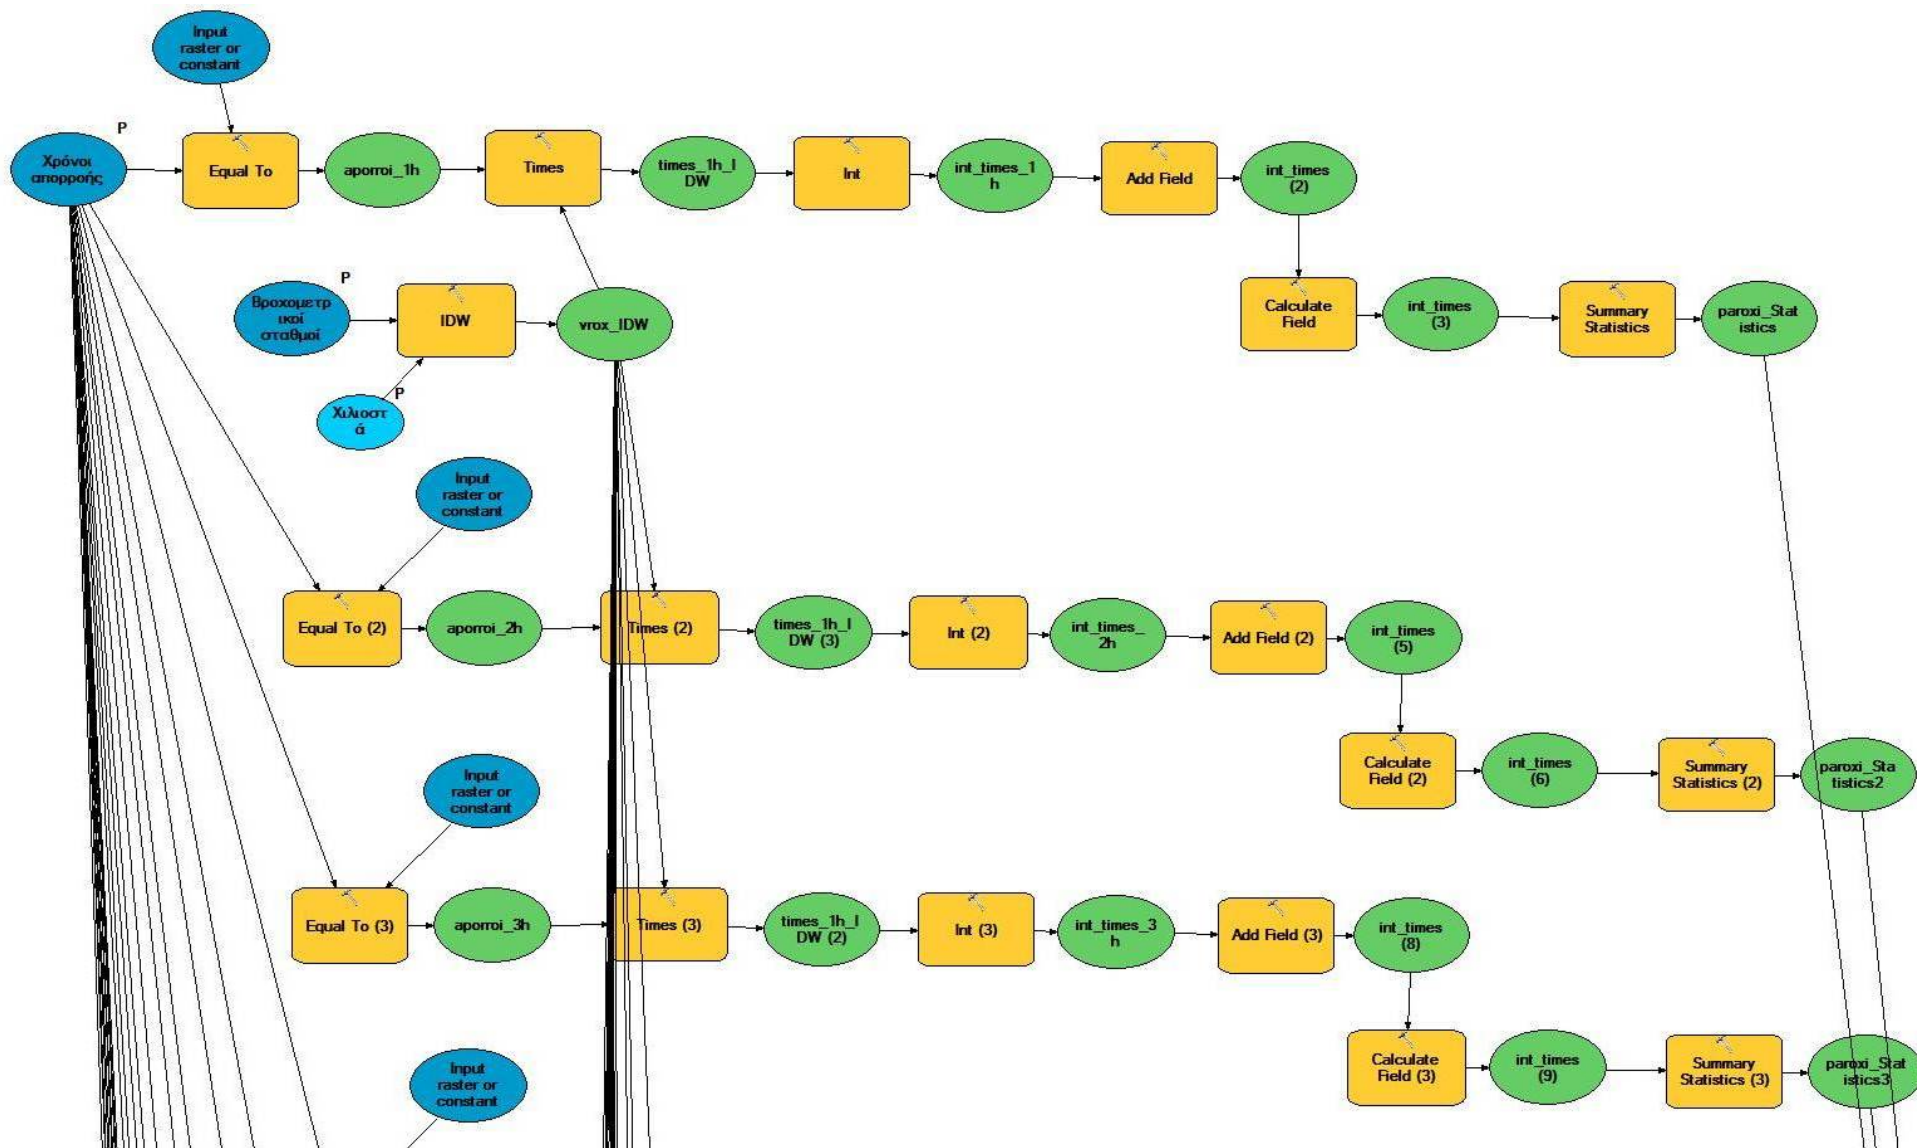 Input
raster or
constant
P
Χρόνοι
απορροής
Equal To
aporroi_1h
Times
times_1h_I
DW
Int
int_times_1
h
Add Field
int_times
(2)
P
Βροχομετρ
ικοί
σταθμοί
IDW
vrox_IDW
Calculate
Field
int_times
(3)
Summary
Statistics
paroxi_Stat
istics
P
Χιλιοστ
ά
Input
raster or
constant
Equal To (2)
aporroi_2h
Times (2)
times_1h_I
DW (3)
Int (2)
int_times_
2h
Add Field (2)
int_times
(5)
Calculate
Field (2)
int_times
(6)
Summary
Statistics (2)
paroxi_Sta
tistics2
Input
raster or
constant
Equal To (3)
aporroi_3h
Times (3)
times_1h_I
DW (2)
Int (3)
int_times_3
h
Add Field (3)
int_times
(8)
Calculate
Field (3)
int_times
(9)
Summary
Statistics (3)
paroxi_Stat
istics3
Input
raster or
constant